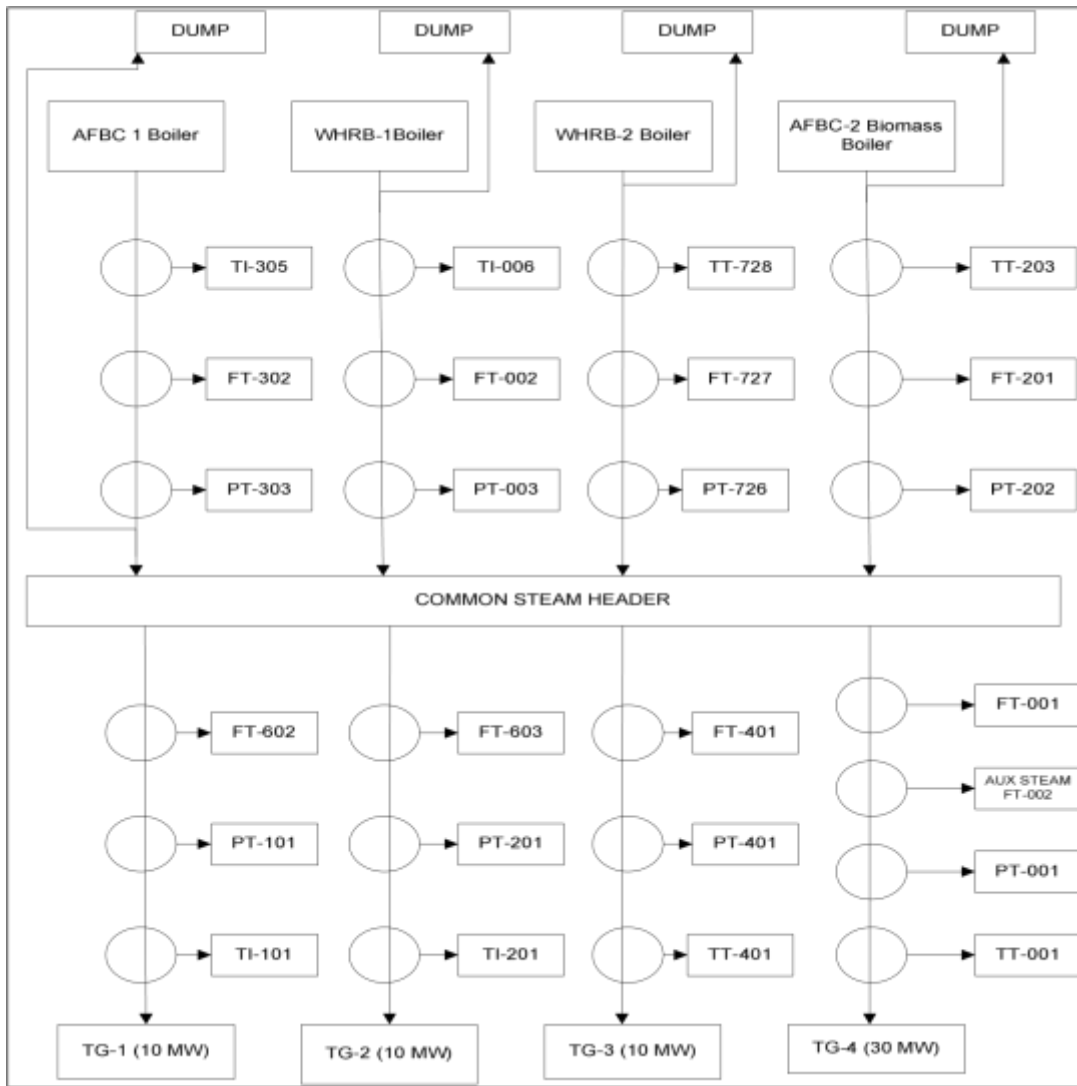 DUMP
DUMP
DUMP
DUMP
AFBC 1 Boiler
WHRB-1Boiler
WHRB-2 Boiler
AFBC-2 Biomass
Boiler
TI-305
TI-006
TT-728
TT-203
FT-302
FT-002
FT-727
FT-201
PT-303
PT-003
PT-726
PT-202
COMMON STEAM HEADER
FT-001
FT-602
FT-603
FT-401
AUX STEAM
FT-002
PT-101
PT-201
PT-401
PT-001
TI-101
TI-201
TT-401
TT-001
TG-1 (10 MW)
TG-2 (10 MW)
TG-3 (10 MW)
TG-4 (30 MW)